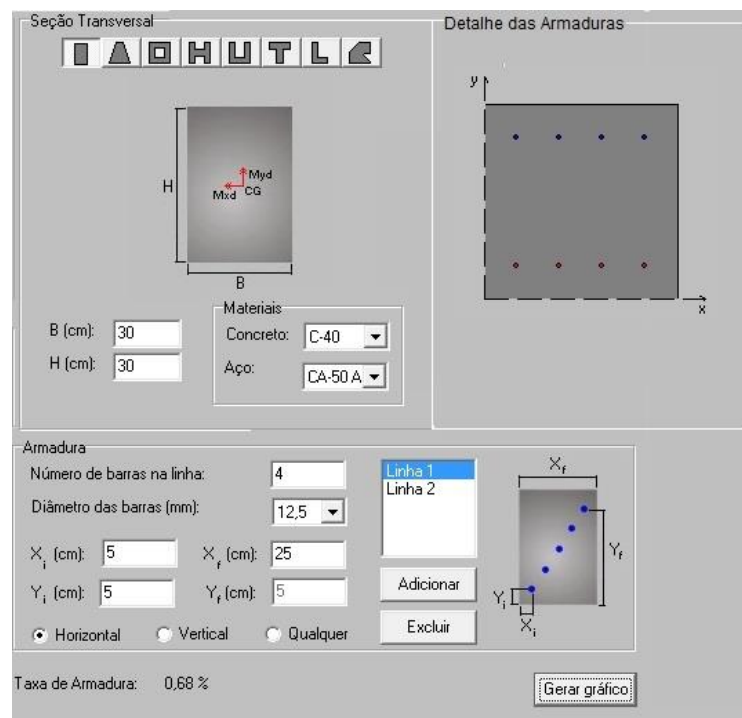 Seção Transversal
Detalhe das Armaduras
y
Myd
Mxd CG
H
B
x
B (cm): 30
H (cm): 30
Materiais
Concreto: C-40
Aço: CA-50 A
Armadura
Número de barras na linha: 4
Diâmetro das barras (mm): 12,5
Xi (cm): 5 Xf (cm): 25
Yi (cm): 5 Yf (cm): 5
Horizontal Vertical Qualquer
Linha 1
Linha 2
Adicionar
Excluir
Xf
Yf
Yi
Xi
Taxa de Armadura: 0,68 %
Gerar gráfico